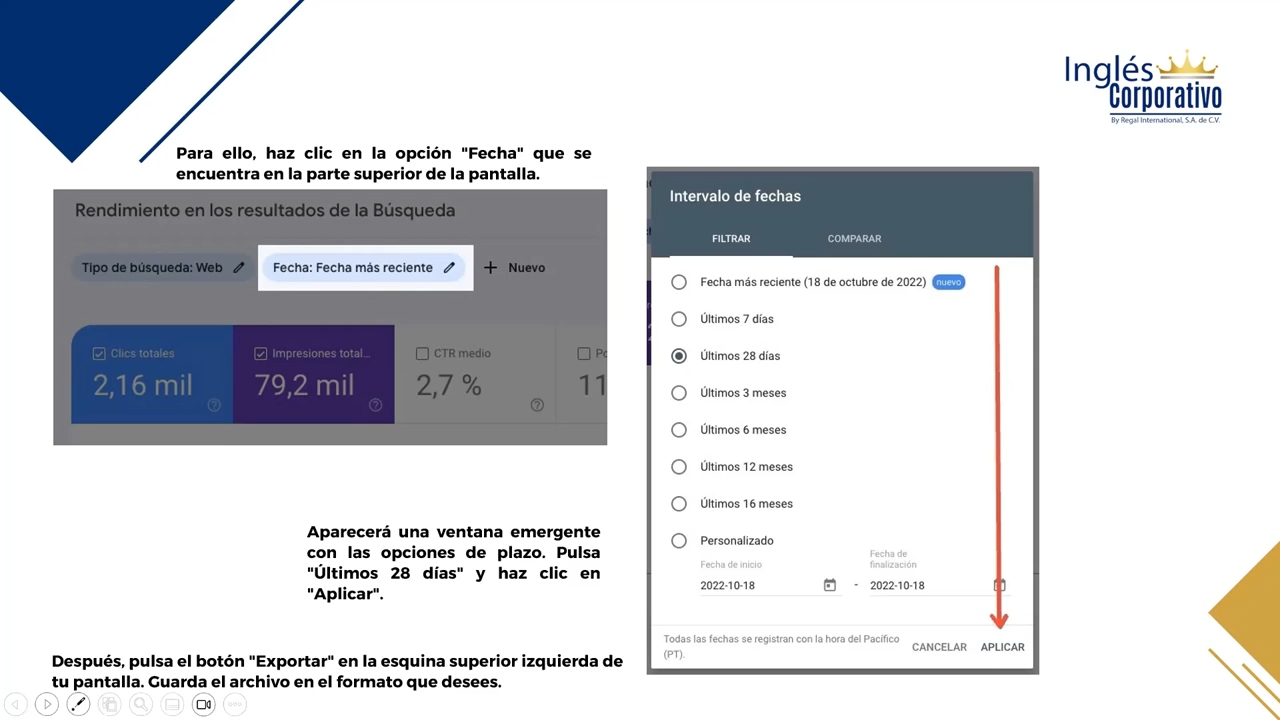 Inglés
Corporativo
By Regal International, S.A. de C.V.
Para ello, haz clic en la opción "Fecha" que se
encuentra en la parte superior de la pantalla.
Rendimiento en los resultados de la Búsqueda
Tipo de búsqueda: Web
Fecha: Fecha más reciente
+ Nuevo
Clics totales
2,16 mil
Impresiones total...
79,2 mil
CTR medio
2,7 %
Po
11
Aparecerá una ventana emergente
con las opciones de plazo. Pulsa
"Últimos 28 días" y haz clic en
"Aplicar".
Después, pulsa el botón "Exportar" en la esquina superior izquierda de
tu pantalla. Guarda el archivo en el formato que desees.
Intervalo de fechas
FILTRAR
COMPARAR
Fecha más reciente (18 de octubre de 2022) nuevo
Últimos 7 días
Últimos 28 días
Últimos 3 meses
Últimos 6 meses
Últimos 12 meses
Últimos 16 meses
Personalizado
Fecha de inicio
2022-10-18
-
Fecha de
finalización
2022-10-18
Todas las fechas se registran con la hora del Pacífico
(PT).
CANCELAR
APLICAR